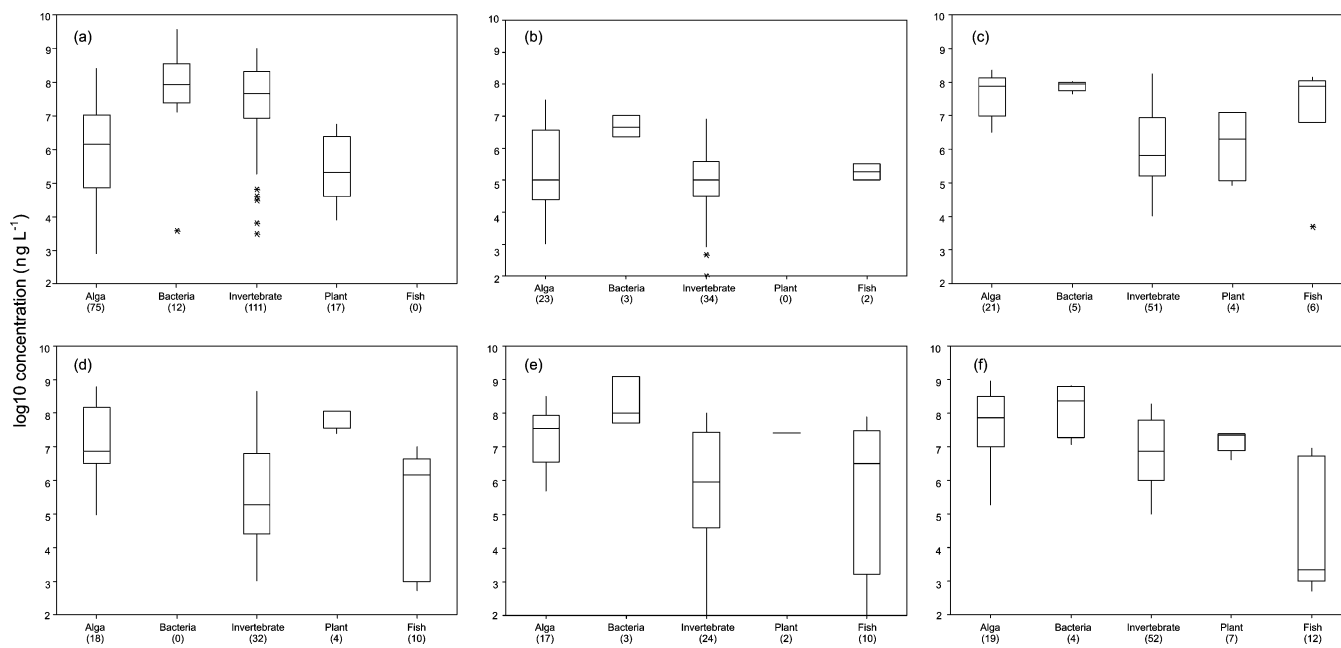 (a)
10
9
8
7
6
5
4
3
2
Alga Bacteria Invertebrate Plant Fish
(75) (12) (111) (17) (0)
(b)
10
9
8
7
6
5
4
3
2
Alga Bacteria Invertebrate Plant Fish
(23) (3) (34) (0) (2)
(c)
10
9
8
7
6
5
4
3
2
Alga Bacteria Invertebrate Plant Fish
(21) (5) (51) (4) (6)
log10 concentration (ng L⁻¹)
(d)
10
9
8
7
6
5
4
3
2
Alga Bacteria Invertebrate Plant Fish
(18) (0) (32) (4) (10)
(e)
10
9
8
7
6
5
4
3
2
Alga Bacteria Invertebrate Plant Fish
(17) (3) (24) (2) (10)
(f)
10
9
8
7
6
5
4
3
2
Alga Bacteria Invertebrate Plant Fish
(19) (4) (52) (7) (12)